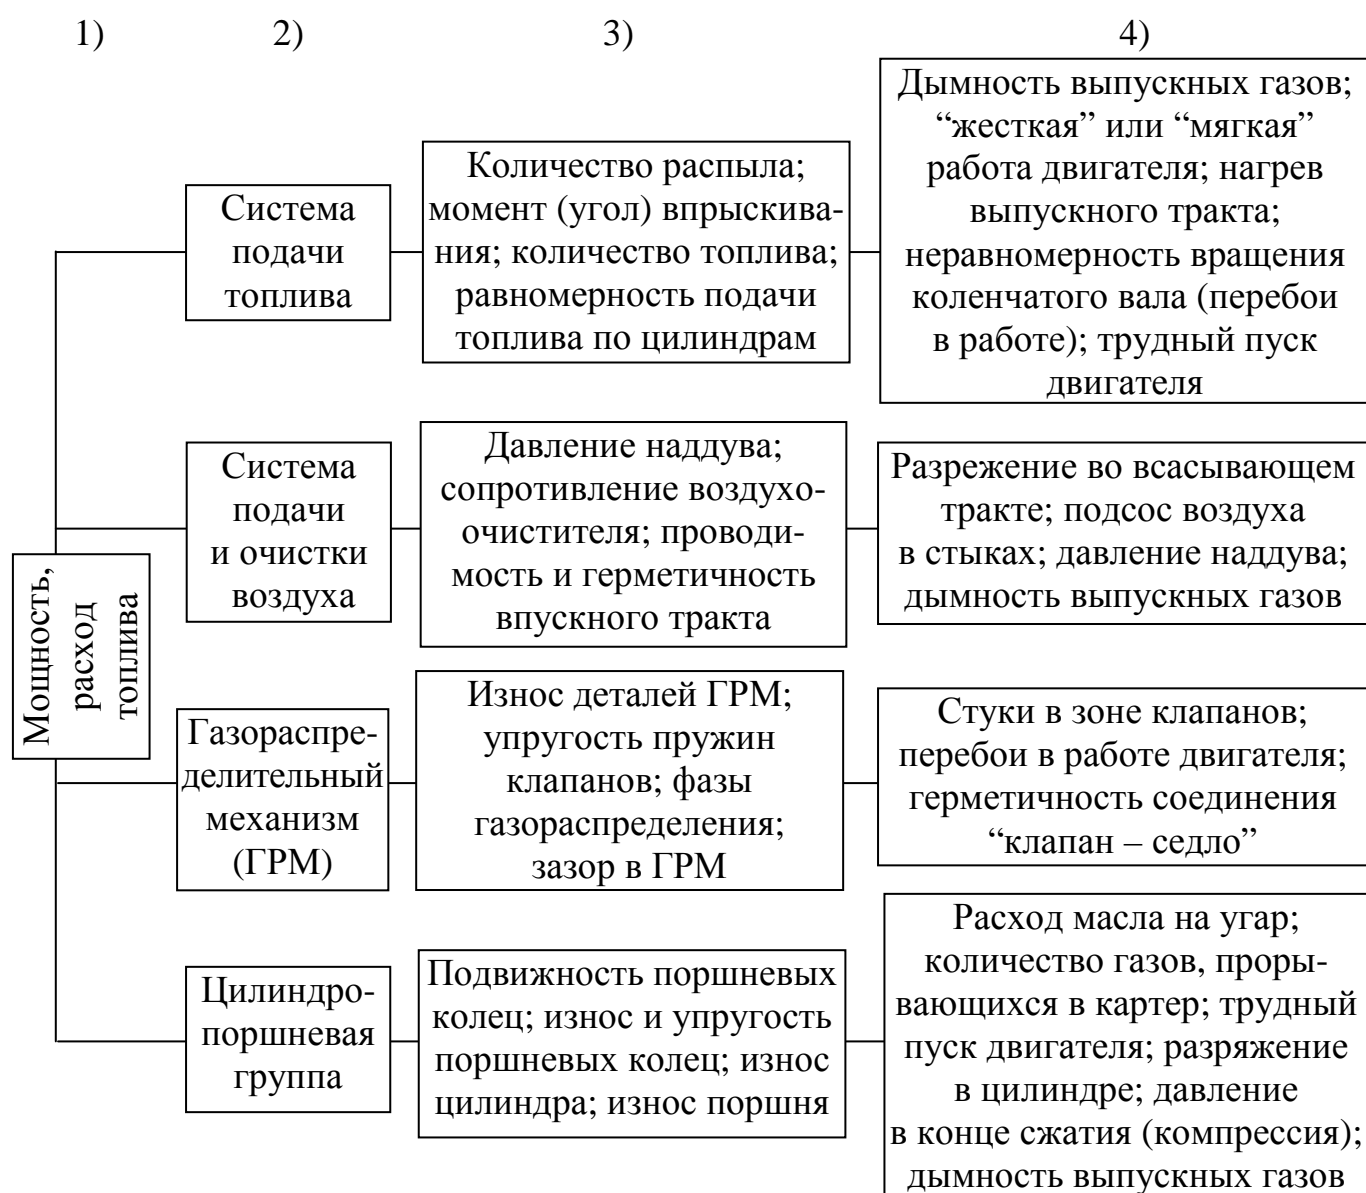 1)
2)
3)
4)
Мощность,
расход
топлива
Система
подачи
топлива
Количество распыла;
момент (угол) впрыскива-
ния; количество топлива;
равномерность подачи
топлива по цилиндрам
Дымность выпускных газов;
“жесткая” или “мягкая”
работа двигателя; нагрев
выпускного тракта;
неравномерность вращения
коленчатого вала (перебои
в работе); трудный пуск
двигателя
Система
подачи
и очистки
воздуха
Давление наддува;
сопротивление воздухо-
очистителя; проводи-
мость и герметичность
впускного тракта
Разрежение во всасывающем
тракте; подсос воздуха
в стыках; давление наддува;
дымность выпускных газов
Газораспре-
делительный
механизм
(ГРМ)
Износ деталей ГРМ;
упругость пружин
клапанов; фазы
газораспределения;
зазор в ГРМ
Стуки в зоне клапанов;
перебои в работе двигателя;
герметичность соединения
“клапан – седло”
Цилиндро-
поршневая
группа
Подвижность поршневых
колец; износ и упругость
поршневых колец; износ
цилиндра; износ поршня
Расход масла на угар;
количество газов, проры-
вающихся в картер; трудный
пуск двигателя; разряжение
в цилиндре; давление
в конце сжатия (компрессия);
дымность выпускных газов